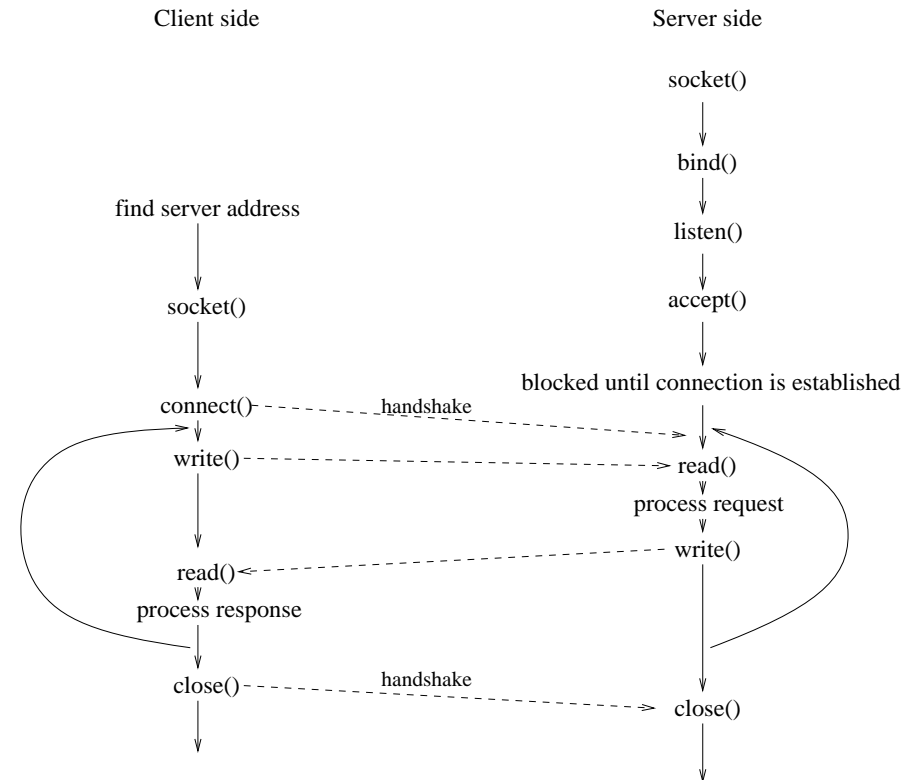 Client side
Server side
socket()
bind()
find server address
listen()
socket()
accept()
blocked until connection is established
connect()
handshake
write()
read()
process request
write()
read()
process response
close()
handshake
close()